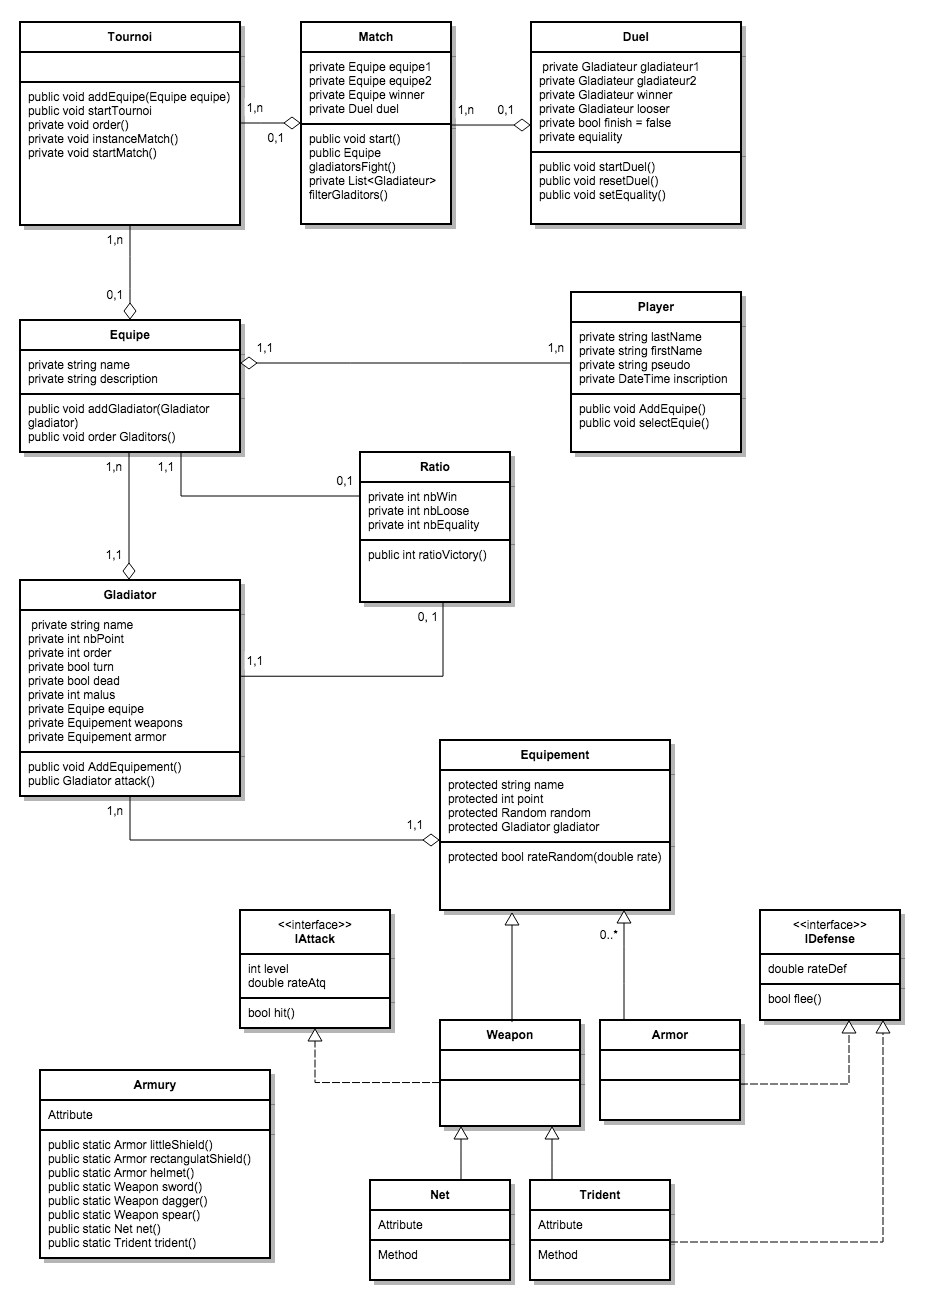 Tournoi
public void addEquipe(Equipe equipe)
public void startTournoi
private void order()
private void instanceMatch()
private void startMatch()
1,n
0,1
Match
private Equipe equipe1
private Equipe equipe2
private Equipe winner
private Duel duel
public void start()
public Equipe
gladiatorsFight()
private List<Gladiateur>
filterGladitors()
1,n
0,1
Duel
private Gladiateur gladiateur1
private Gladiateur gladiateur2
private Gladiateur winner
private Gladiateur looser
private bool finish = false
private equiality
public void startDuel()
public void resetDuel()
public void setEquality()
1,n
0,1
Equipe
private string name
private string description
public void addGladiator(Gladiator
gladiator)
public void order Gladitors()
1,1
1,n
Player
private string lastName
private string firstName
private string pseudo
private DateTime inscription
public void AddEquipe()
public void selectEquie()
1,n
1,1
0,1
Ratio
private int nbWin
private int nbLoose
private int nbEquality
public int ratioVictory()
0, 1
1,1
1,1
Gladiator
private string name
private int nbPoint
private int order
private bool turn
private bool dead
private int malus
private Equipe equipe
private Equipement weapons
private Equipement armor
public void AddEquipement()
public Gladiator attack()
1,n
1,1
Equipement
protected string name
protected int point
protected Random random
protected Gladiator gladiator
protected bool rateRandom(double rate)
0..*
<<interface>>
IAttack
int level
double rateAtq
bool hit()
<<interface>>
IDefense
double rateDef
bool flee()
Weapon
Armor
Armury
Attribute
public static Armor littleShield()
public static Armor rectangulatShield()
public static Armor helmet()
public static Weapon sword()
public static Weapon dagger()
public static Weapon spear()
public static Net net()
public static Trident trident()
Net
Attribute
Method
Trident
Attribute
Method